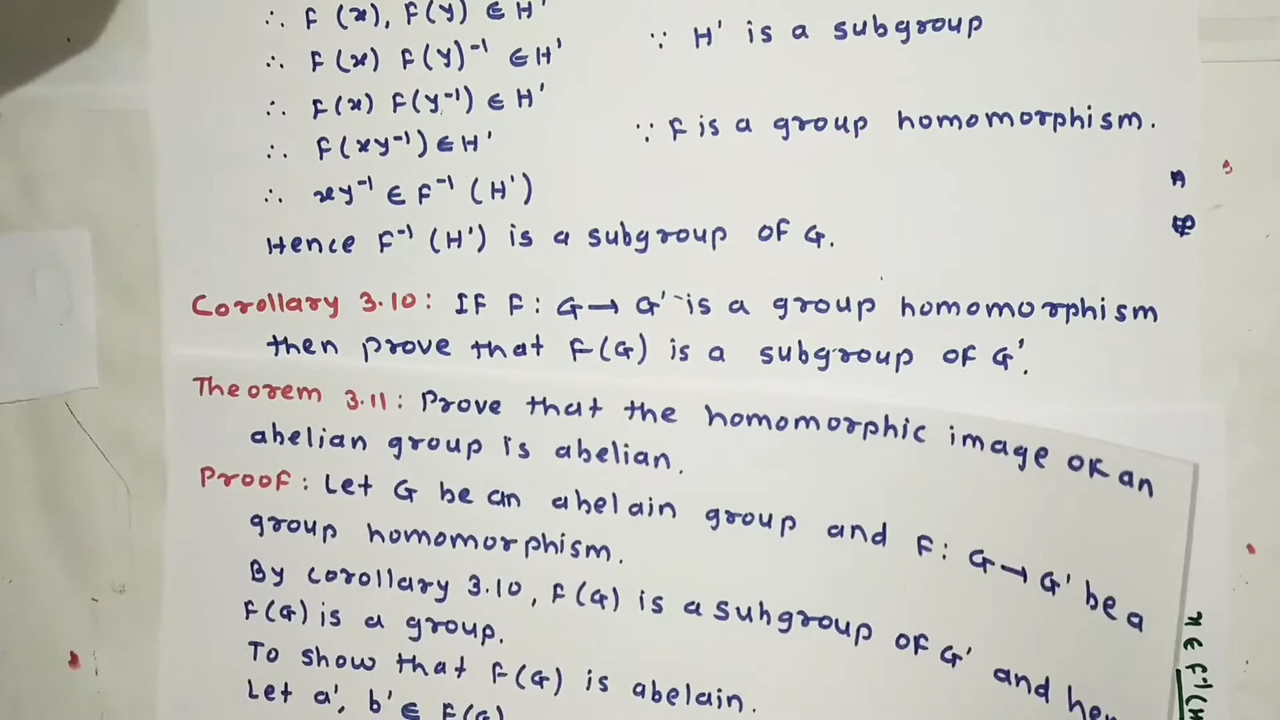 ∴ F (x), F(y) ∈ H'
∴ F(x) F(y)⁻¹ ∈ H' ∵ H' is a subgroup
∴ F(x) F(y⁻¹) ∈ H'
∴ F(xy⁻¹) ∈ H' ∵ F is a group homomorphism.
∴ xy⁻¹ ∈ F⁻¹ (H')
Hence F⁻¹ (H') is a subgroup of G.
Corollary 3.10: IF F: G → G' is a group homomorphism
then prove that F(G) is a subgroup of G'.
Theorem 3.11: Prove that the homomorphic image of an
abelian group is abelian.
Proof: Let G be an abelain group and F: G → G' be a
group homomorphism.
By corollary 3.10, F(G) is a subgroup of G' and
F(G) is a group.
To show that F(G) is abelain.
Let a', b' ∈ F(G)
x ∈ F⁻¹(